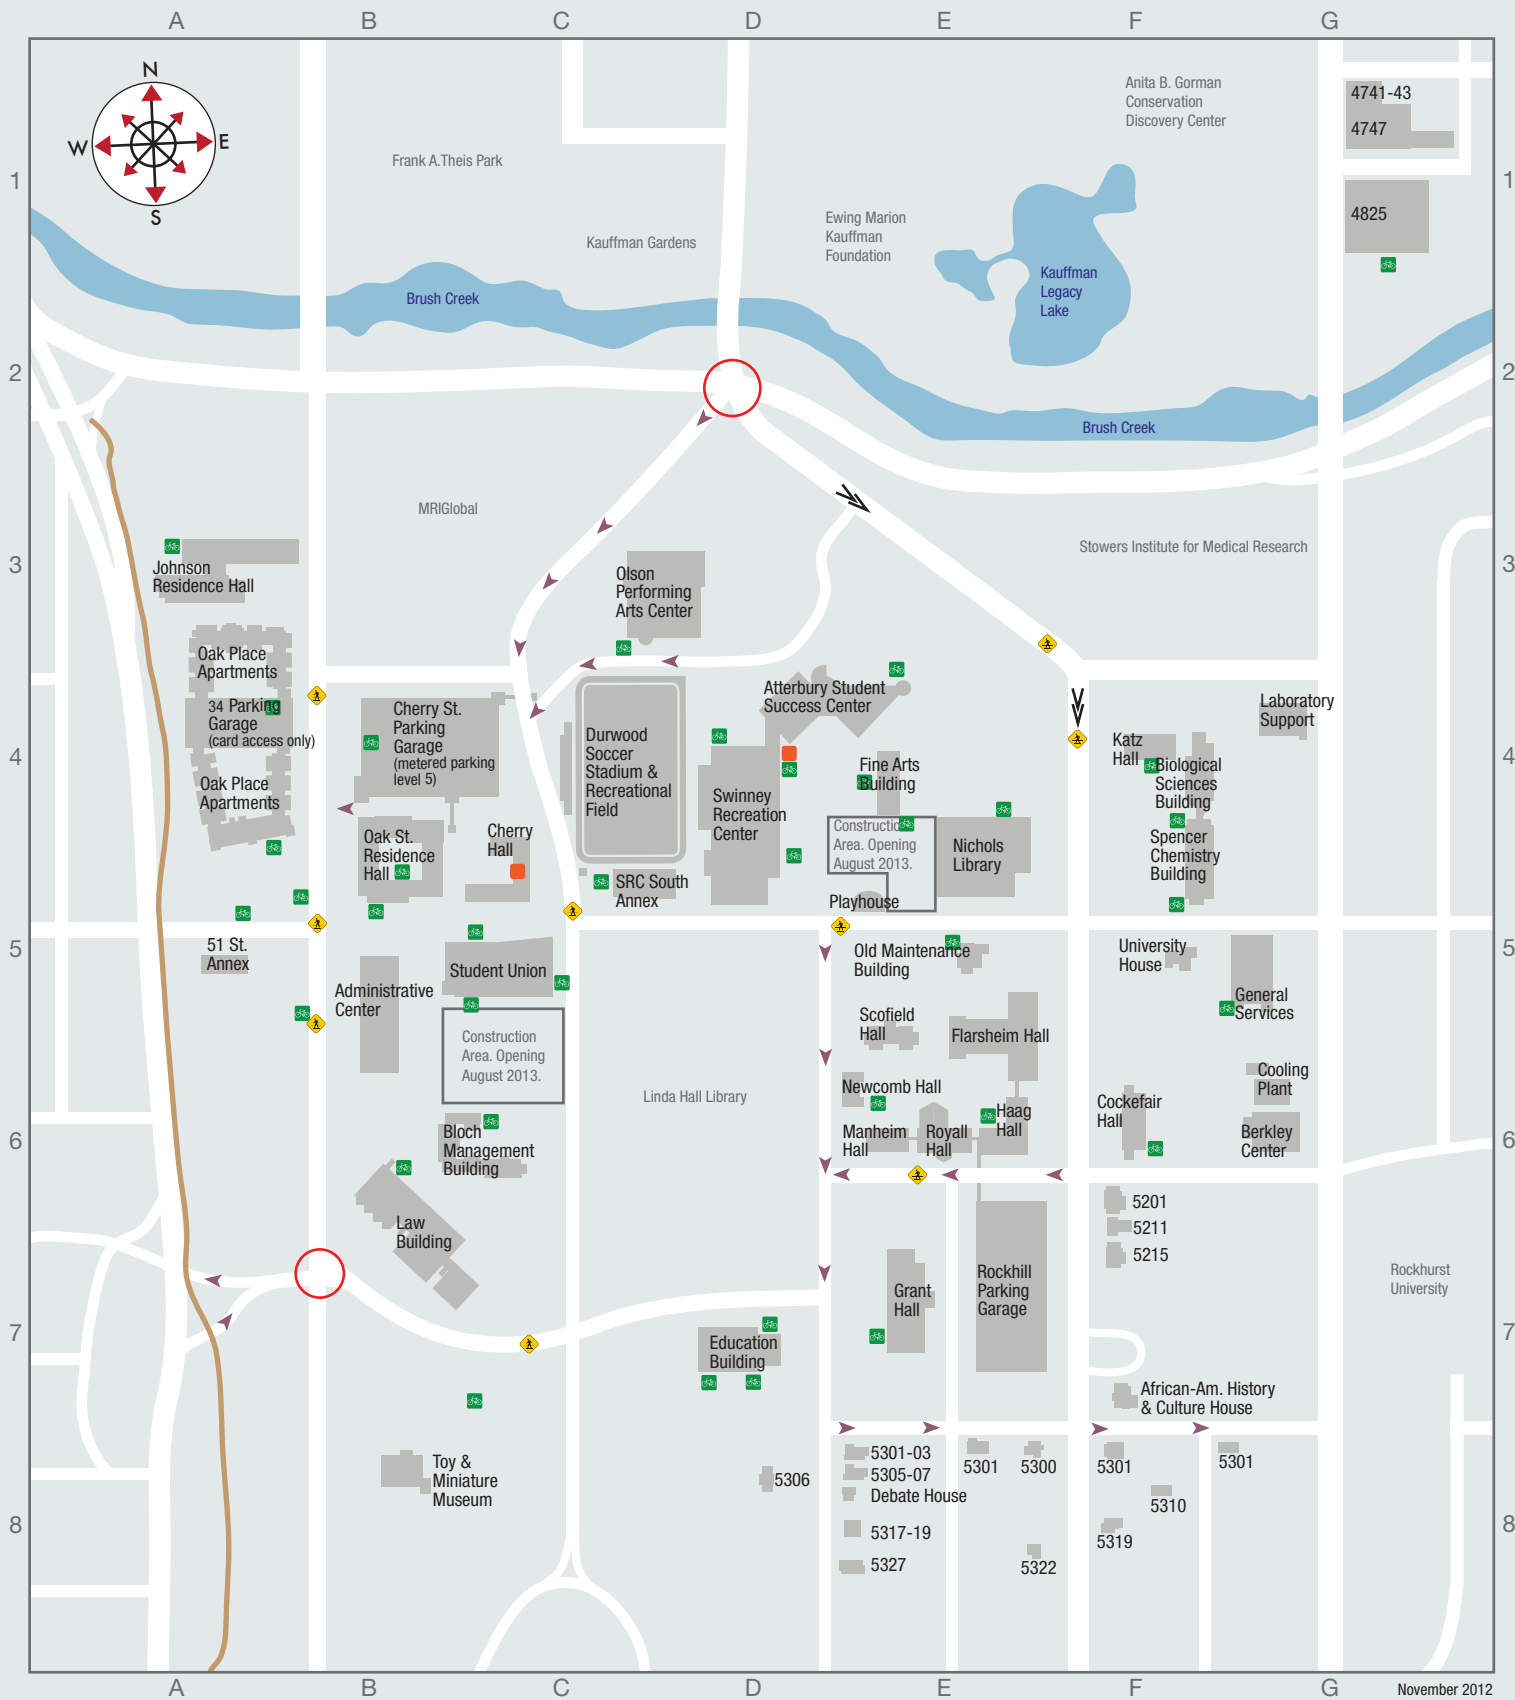 A B C D E F G
N
W E
S
1
1
2
2
3
3
4
4
5
5
6
6
7
7
8
8
Frank A.Theis Park
Kauffman Gardens
Ewing Marion
Kauffman
Foundation
Anita B. Gorman
Conservation
Discovery Center
4741-43
4747
4825
Kauffman
Legacy
Lake
Brush Creek
Brush Creek
MRIGlobal
Stowers Institute for Medical Research
Johnson
Residence Hall
Olson
Performing
Arts Center
Oak Place
Apartments
34 Parking
Garage
(card access only)
Oak Place
Apartments
Cherry St.
Parking
Garage
(metered parking
level 5)
Durwood
Soccer
Stadium &
Recreational
Field
Atterbury Student
Success Center
Swinney
Recreation
Center
Fine Arts
Building
Laboratory
Support
Katz
Hall
Biological
Sciences
Building
Spencer
Chemistry
Building
Oak St.
Residence
Hall
Cherry
Hall
SRC South
Annex
Construction
Area. Opening
August 2013.
Playhouse
Nichols
Library
51 St.
Annex
Administrative
Center
Student Union
Construction
Area. Opening
August 2013.
Old Maintenance
Building
Scofield
Hall
Flarsheim Hall
University
House
General
Services
Linda Hall Library
Newcomb Hall
Manheim
Hall
Royall
Hall
Haag
Hall
Cockefair
Hall
Cooling
Plant
Berkley
Center
Bloch
Management
Building
Law
Building
5201
5211
5215
Grant
Hall
Rockhill
Parking
Garage
Rockhurst
University
Education
Building
African-Am. History
& Culture House
Toy &
Miniature
Museum
5306
5301-03
5305-07
Debate House
5317-19
5327
5301
5300
5322
5301
5319
5310
5301
A B C D E F G
November 2012